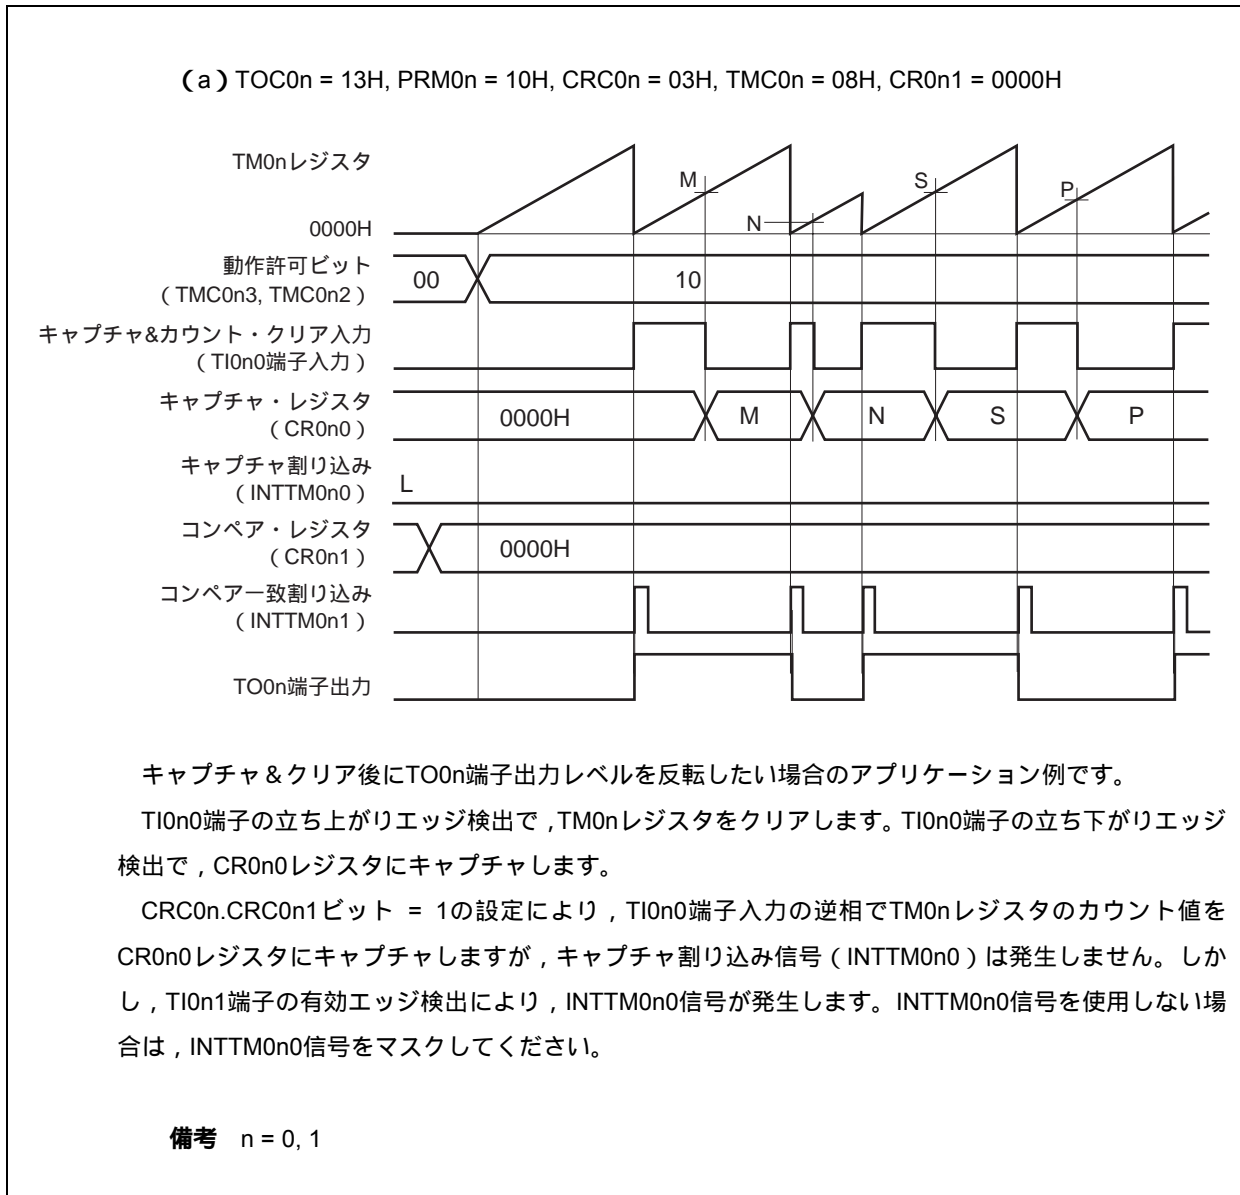 (a) TOC0n = 13H, PRM0n = 10H, CRC0n = 03H, TMC0n = 08H, CR0n1 = 0000H
TM0nレジスタ
M
S
P
N
0000H
動作許可ビット
（TMC0n3, TMC0n2）
00
10
キャプチャ&カウント・クリア入力
（TI0n0端子入力）
キャプチャ・レジスタ
（CR0n0）
0000H
M
N
S
P
キャプチャ割り込み
（INTTM0n0）
L
コンペア・レジスタ
（CR0n1）
0000H
コンペア一致割り込み
（INTTM0n1）
TO0n端子出力
キャプチャ＆クリア後にTO0n端子出力レベルを反転したい場合のアプリケーション例です。
TI0n0端子の立ち上がりエッジ検出で，TM0nレジスタをクリアします。TI0n0端子の立ち下がりエッジ
検出で，CR0n0レジスタにキャプチャします。
CRC0n.CRC0n1ビット = 1の設定により，TI0n0端子入力の逆相でTM0nレジスタのカウント値を
CR0n0レジスタにキャプチャしますが，キャプチャ割り込み信号（INTTM0n0）は発生しません。しか
し，TI0n1端子の有効エッジ検出により，INTTM0n0信号が発生します。INTTM0n0信号を使用しない場
合は，INTTM0n0信号をマスクしてください。
備考 n = 0, 1